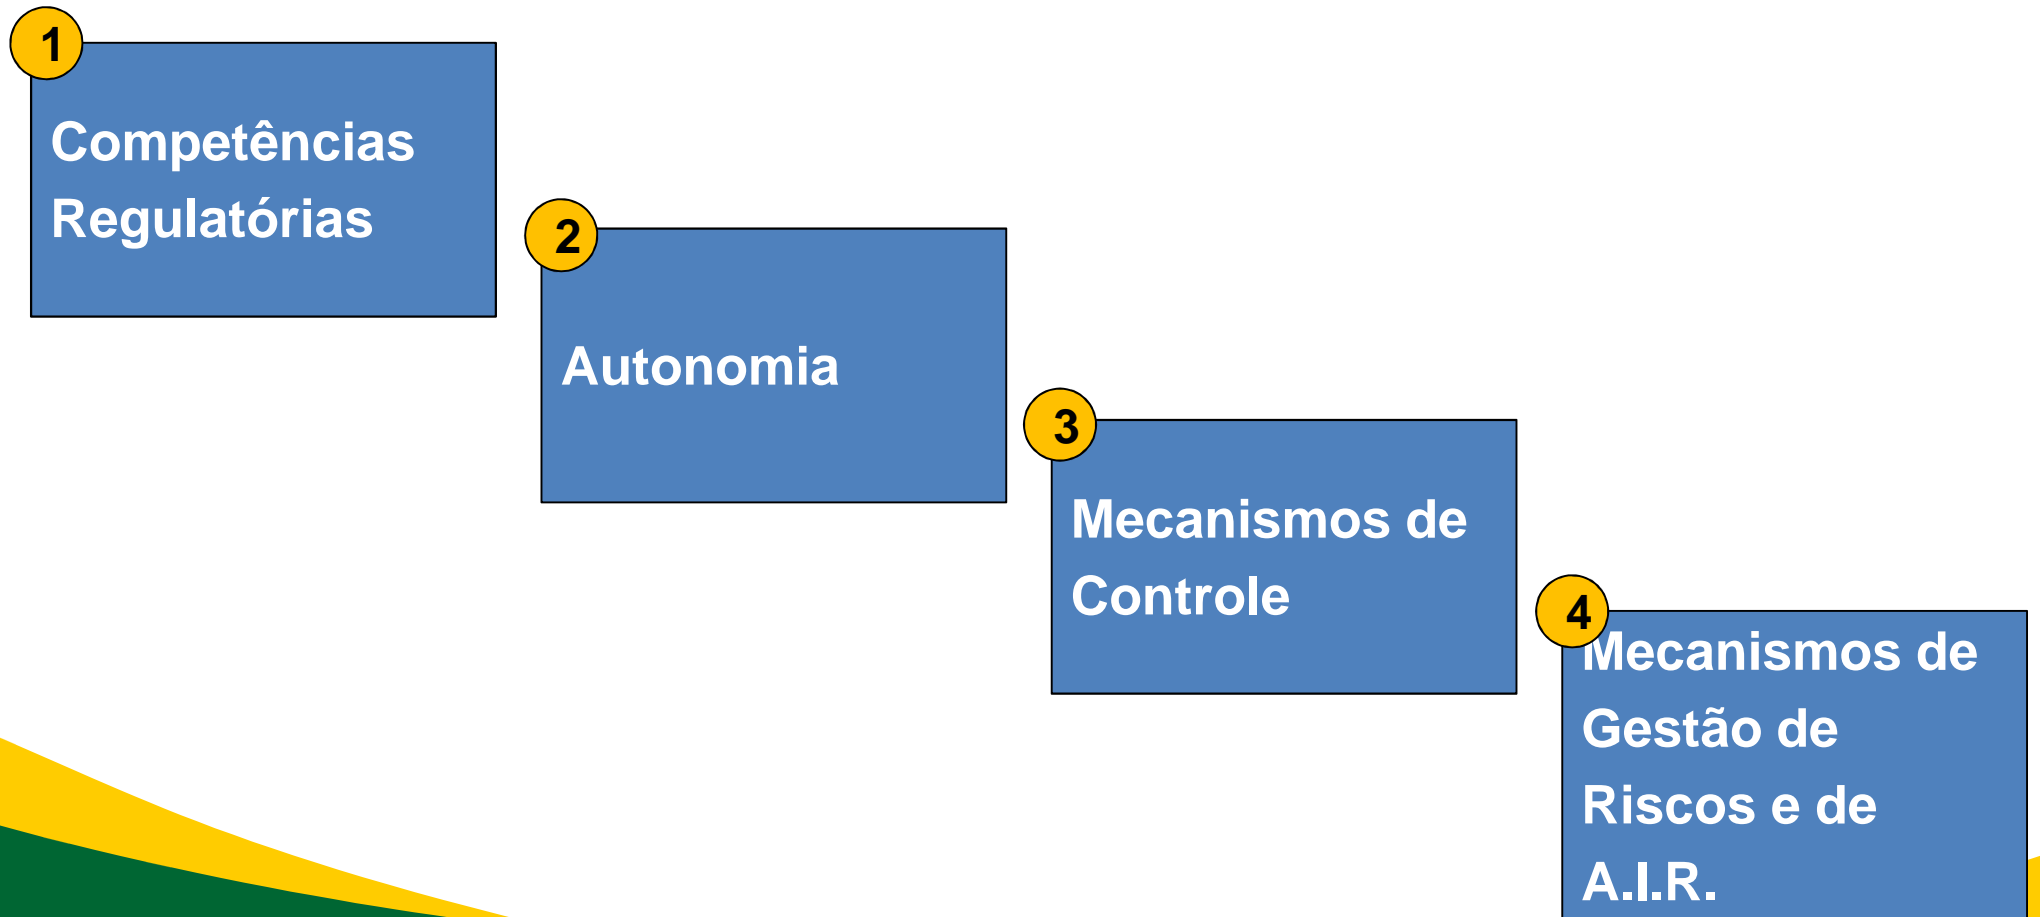 1
Competências
Regulatórias
2
Autonomia
3
Mecanismos de
Controle
4
Mecanismos de
Gestão de
Riscos e de
A.I.R.